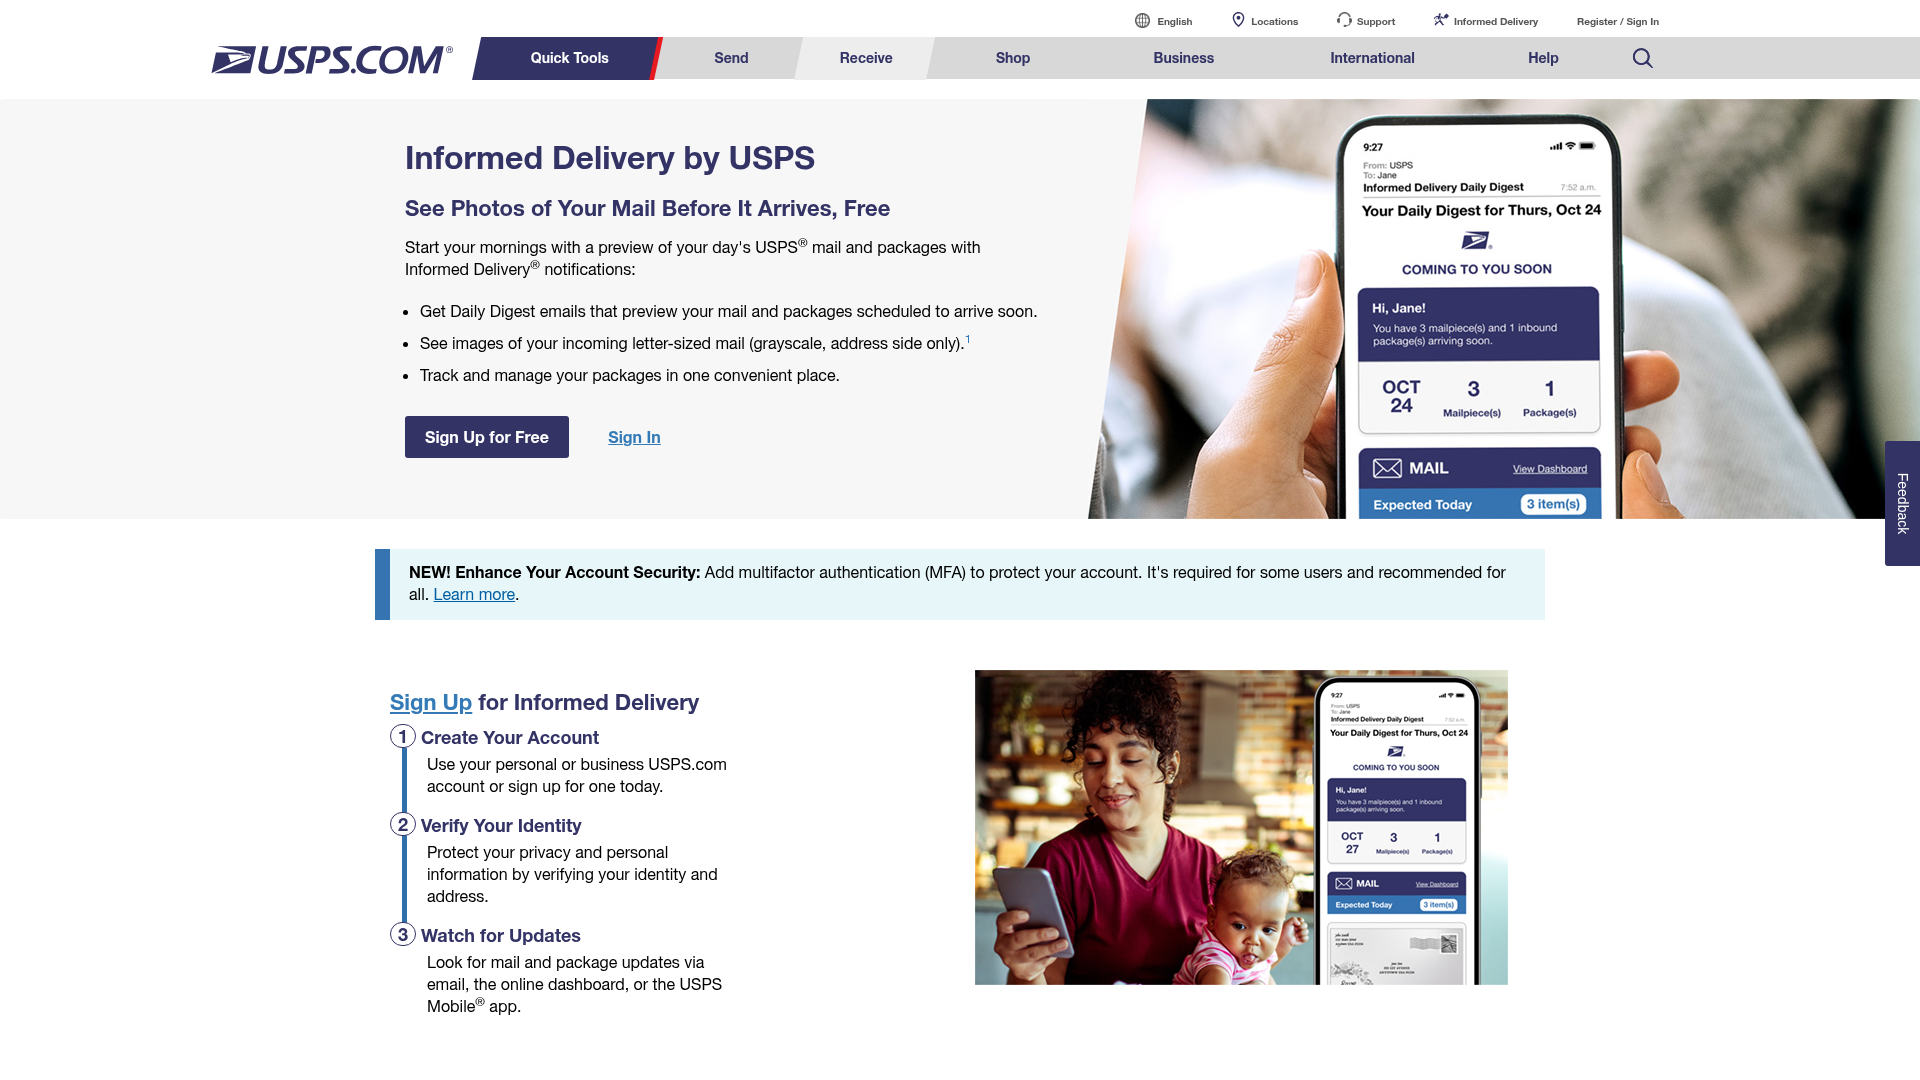 English
Locations
Support
Informed Delivery
Register / Sign In
USPS.COM®
Quick Tools
Send
Receive
Shop
Business
International
Help
Informed Delivery by USPS
See Photos of Your Mail Before It Arrives, Free
Start your mornings with a preview of your day's USPS® mail and packages with
Informed Delivery® notifications:
• Get Daily Digest emails that preview your mail and packages scheduled to arrive soon.
• See images of your incoming letter-sized mail (grayscale, address side only).1
• Track and manage your packages in one convenient place.
Sign Up for Free
Sign In
9:27
From: USPS
To: Jane
Informed Delivery Daily Digest 7:52 a.m.
Your Daily Digest for Thurs, Oct 24
COMING TO YOU SOON
Hi, Jane!
You have 3 mailpiece(s) and 1 inbound
package(s) arriving soon.
OCT 3 1
24 Mailpiece(s) Package(s)
MAIL View Dashboard
Expected Today 3 item(s)
Feedback
NEW! Enhance Your Account Security: Add multifactor authentication (MFA) to protect your account. It's required for some users and recommended for
all. Learn more.
Sign Up for Informed Delivery
1 Create Your Account
Use your personal or business USPS.com
account or sign up for one today.
2 Verify Your Identity
Protect your privacy and personal
information by verifying your identity and
address.
3 Watch for Updates
Look for mail and package updates via
email, the online dashboard, or the USPS
Mobile® app.
9:27
From: USPS
To: Jane
Informed Delivery Daily Digest 7:52 a.m.
Your Daily Digest for Thurs, Oct 24
COMING TO YOU SOON
Hi, Jane!
You have 3 mailpiece(s) and 1 inbound
package(s) arriving soon.
OCT 3 1
27 Mailpiece(s) Package(s)
MAIL View Dashboard
Expected Today 3 item(s)